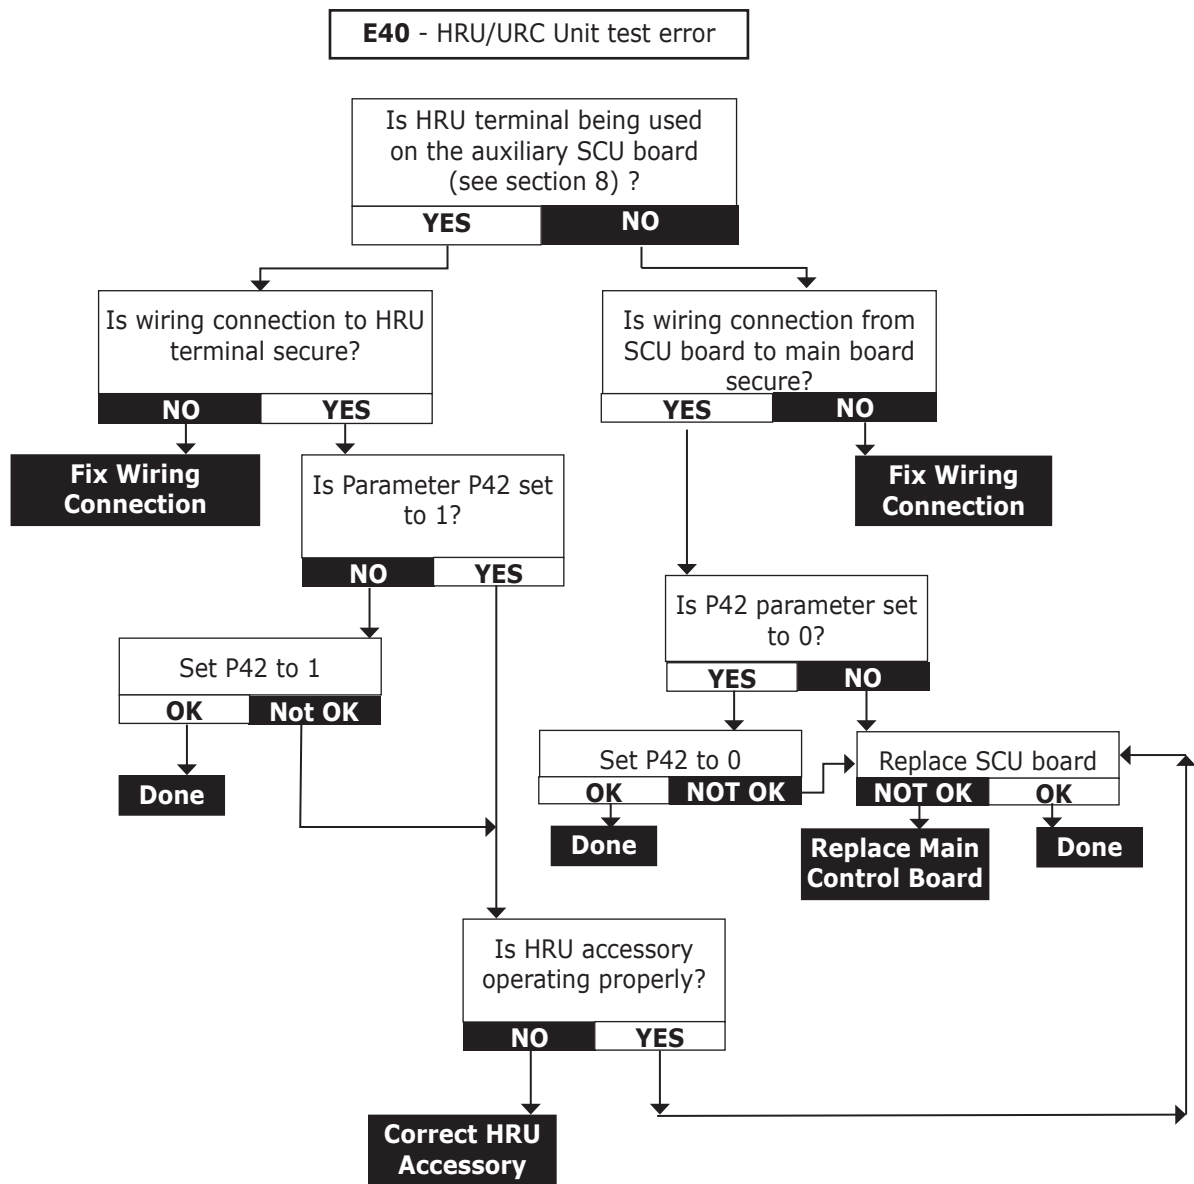 E40 - HRU/URC Unit test error
Is HRU terminal being used
on the auxiliary SCU board
(see section 8) ?
YES
NO
Is wiring connection to HRU
terminal secure?
NO
YES
Is wiring connection from
SCU board to main board
secure?
YES
NO
Fix Wiring
Connection
Is Parameter P42 set
to 1?
NO
YES
Fix Wiring
Connection
Is P42 parameter set
to 0?
YES
NO
Set P42 to 1
OK
Not OK
Done
Set P42 to 0
OK
NOT OK
Done
Replace SCU board
NOT OK
OK
Replace Main
Control Board
Done
Is HRU accessory
operating properly?
NO
YES
Correct HRU
Accessory